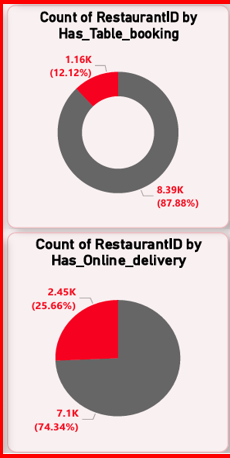 Count of RestaurantID by
Has_Table_booking
1.16K
(12.12%)
8.39K
(87.88%)
Count of RestaurantID by
Has_Online_delivery
2.45K
(25.66%)
7.1K
(74.34%)